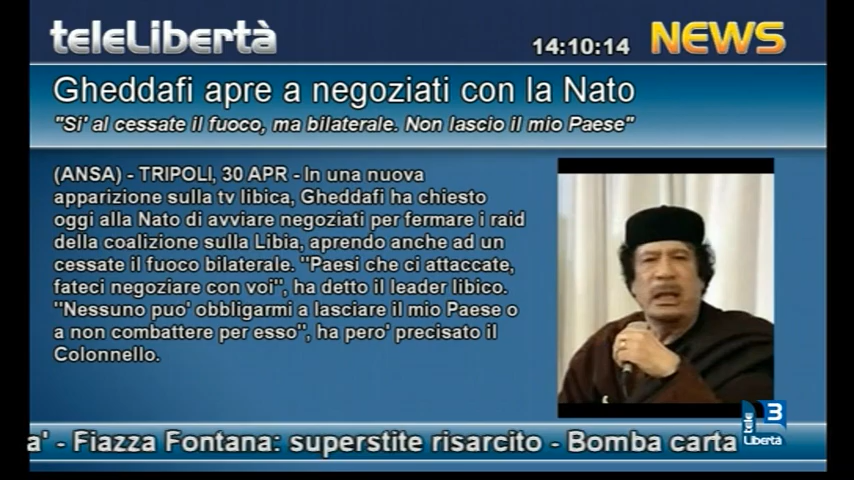 teleLibertà
14:10:14
NEWS
Gheddafi apre a negoziati con la Nato
"Si' al cessate il fuoco, ma bilaterale. Non lascio il mio Paese"
(ANSA) - TRIPOLI, 30 APR - In una nuova
apparizione sulla tv libica, Gheddafi ha chiesto
oggi alla Nato di avviare negoziati per fermare i raid
della coalizione sulla Libia, aprendo anche ad un
cessate il fuoco bilaterale. "Paesi che ci attaccate,
fateci negoziare con voi", ha detto il leader libico.
"Nessuno puo' obbligarmi a lasciare il mio Paese o
a non combattere per esso", ha pero' precisato il
Colonnello.
a' - Fiazza Fontana: superstite risarcito - Bomba carta
tele
3
Libertà